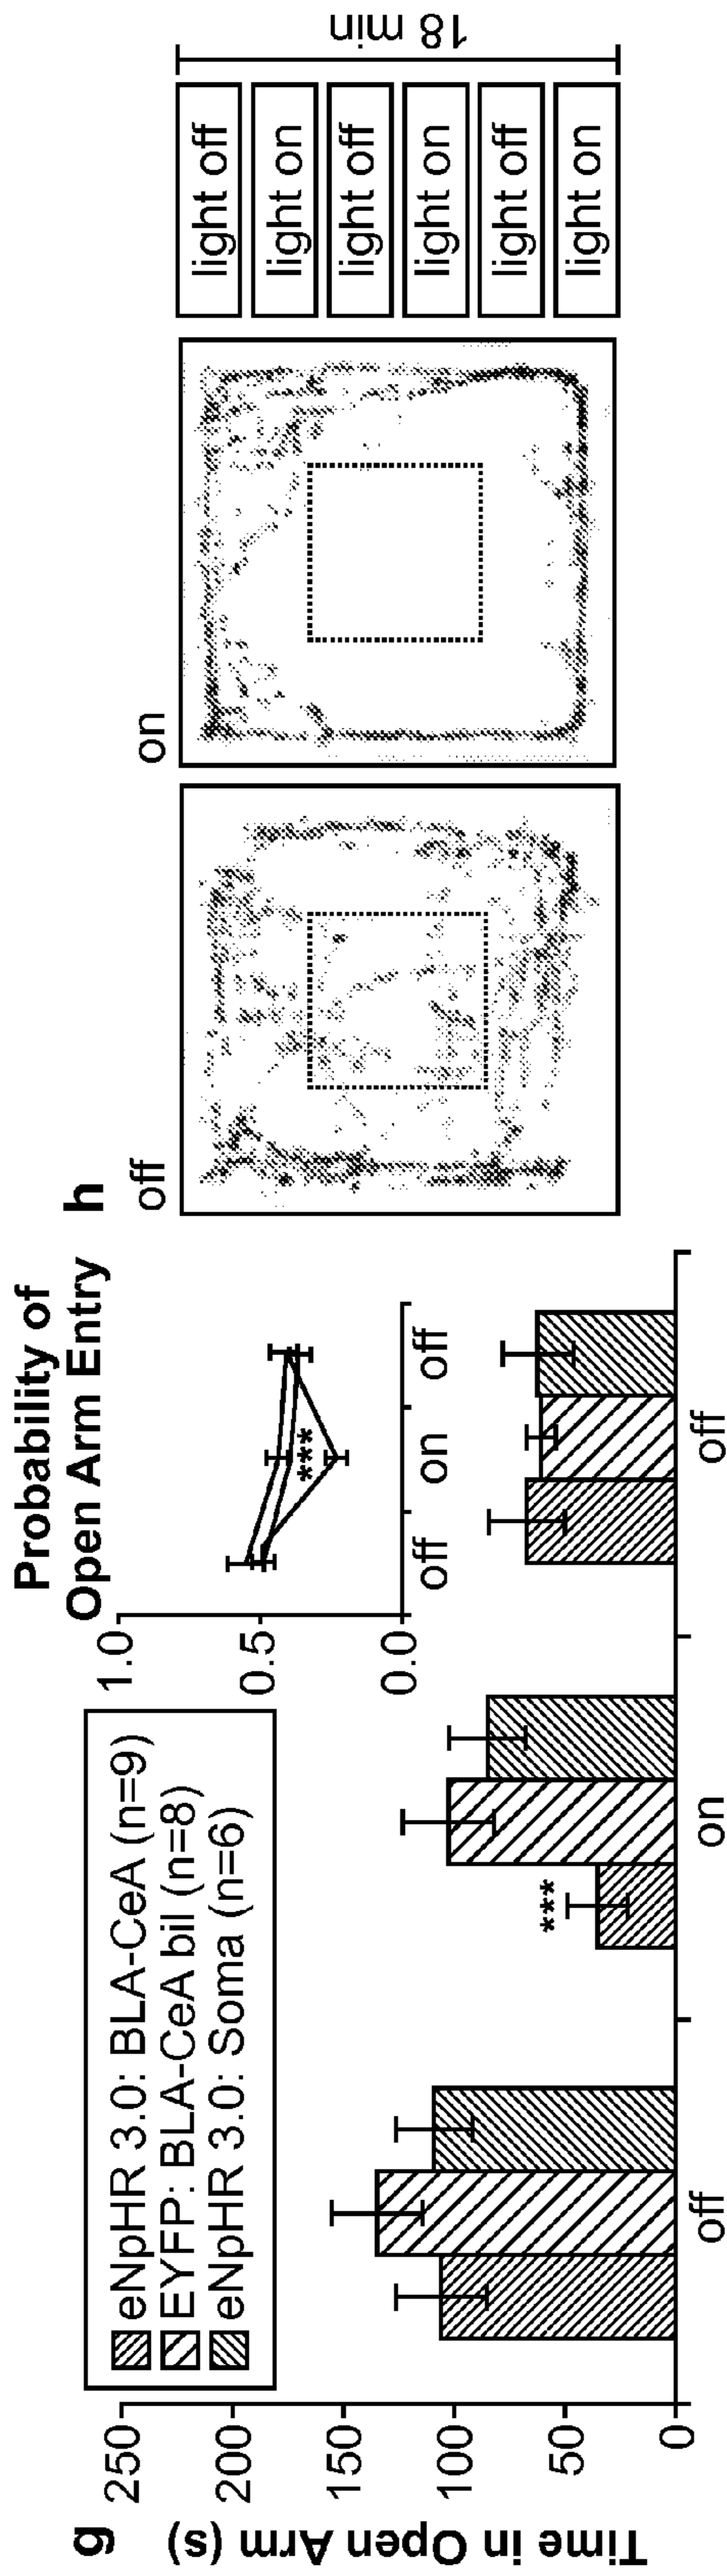 g
Time in Open Arm (s)
250
200
150
100
50
0
eNpHR 3.0: BLA-CeA (n=9)
EYFP: BLA-CeA bil (n=8)
eNpHR 3.0: Soma (n=6)
***
off
on
off
Probability of
Open Arm Entry
1.0
0.5
0.0
***
off
on
off
h
off
on
light off
light on
light off
light on
light off
light on
18 min